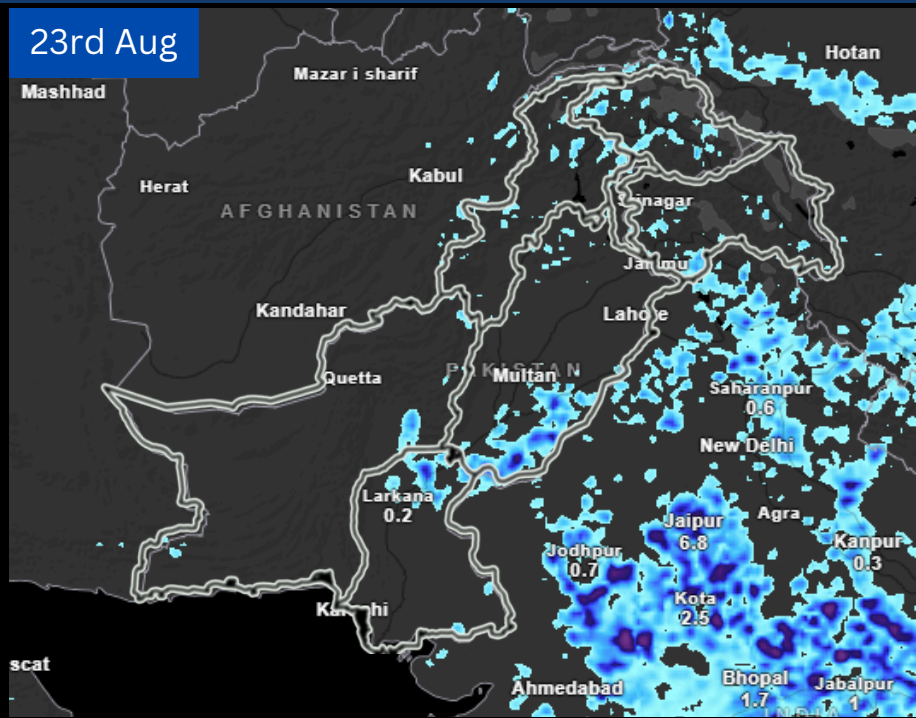 23rd Aug
Hotan
Mazar i sharif
Mashhad
Kabul
Herat
Srinagar
AFGHANISTAN
Jammu
Kandahar
Lahore
PAKISTAN
Multan
Quetta
Saharanpur
0.6
New Delhi
Larkana
0.2
Agra
Jaipur
6.8
Kanpur
0.3
Jodhpur
0.7
Kota
2.5
Karachi
scat
Bhopal
1.7
Jabalpur
1
Ahmedabad
INDIA